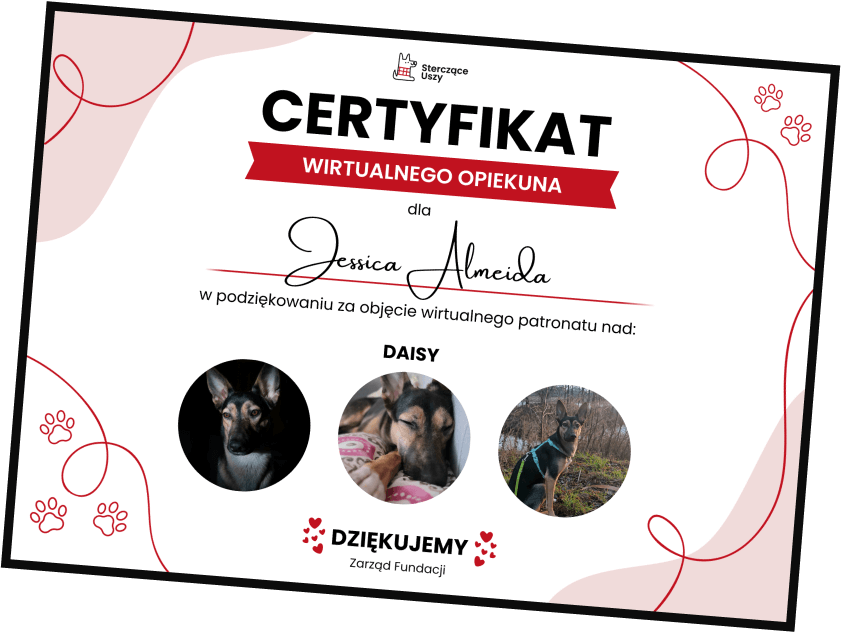 Sterczące
Uszy
CERTYFIKAT
WIRTUALNEGO OPIEKUNA
dla
Jessica Almeida
w podziękowaniu za objęcie wirtualnego patronatu nad:
DAISY
DZIĘKUJEMY
Zarząd Fundacji